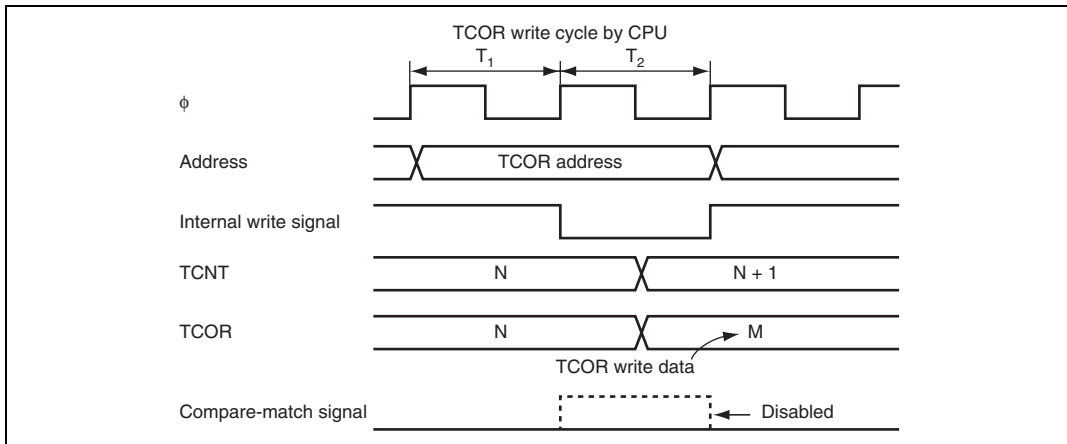 TCOR write cycle by CPU
T1 T2
φ
Address TCOR address
Internal write signal
TCNT N N + 1
TCOR N M
TCOR write data
Compare-match signal Disabled